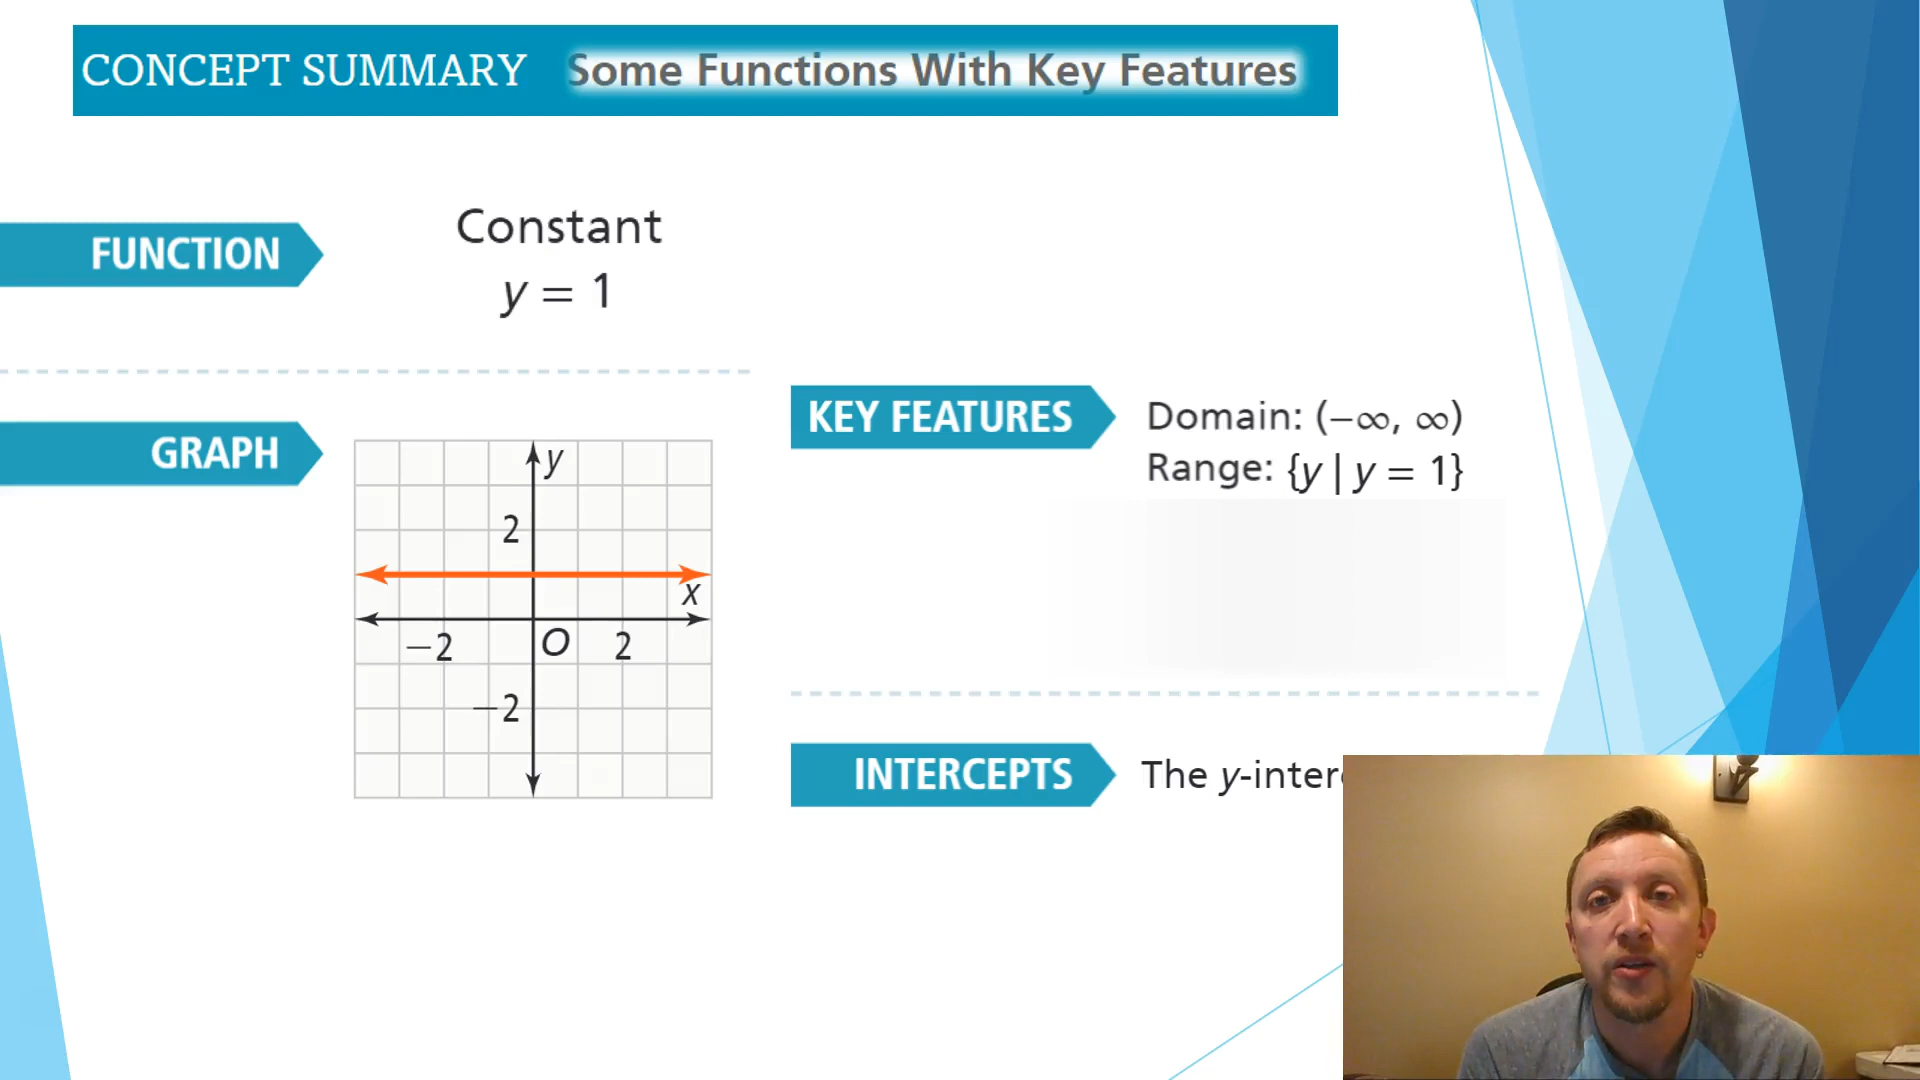 CONCEPT SUMMARY Some Functions With Key Features
FUNCTION
Constant
y = 1
GRAPH
y
2
x
−2 O 2
−2
KEY FEATURES
Domain: (−∞, ∞)
Range: {y | y = 1}
INTERCEPTS
The